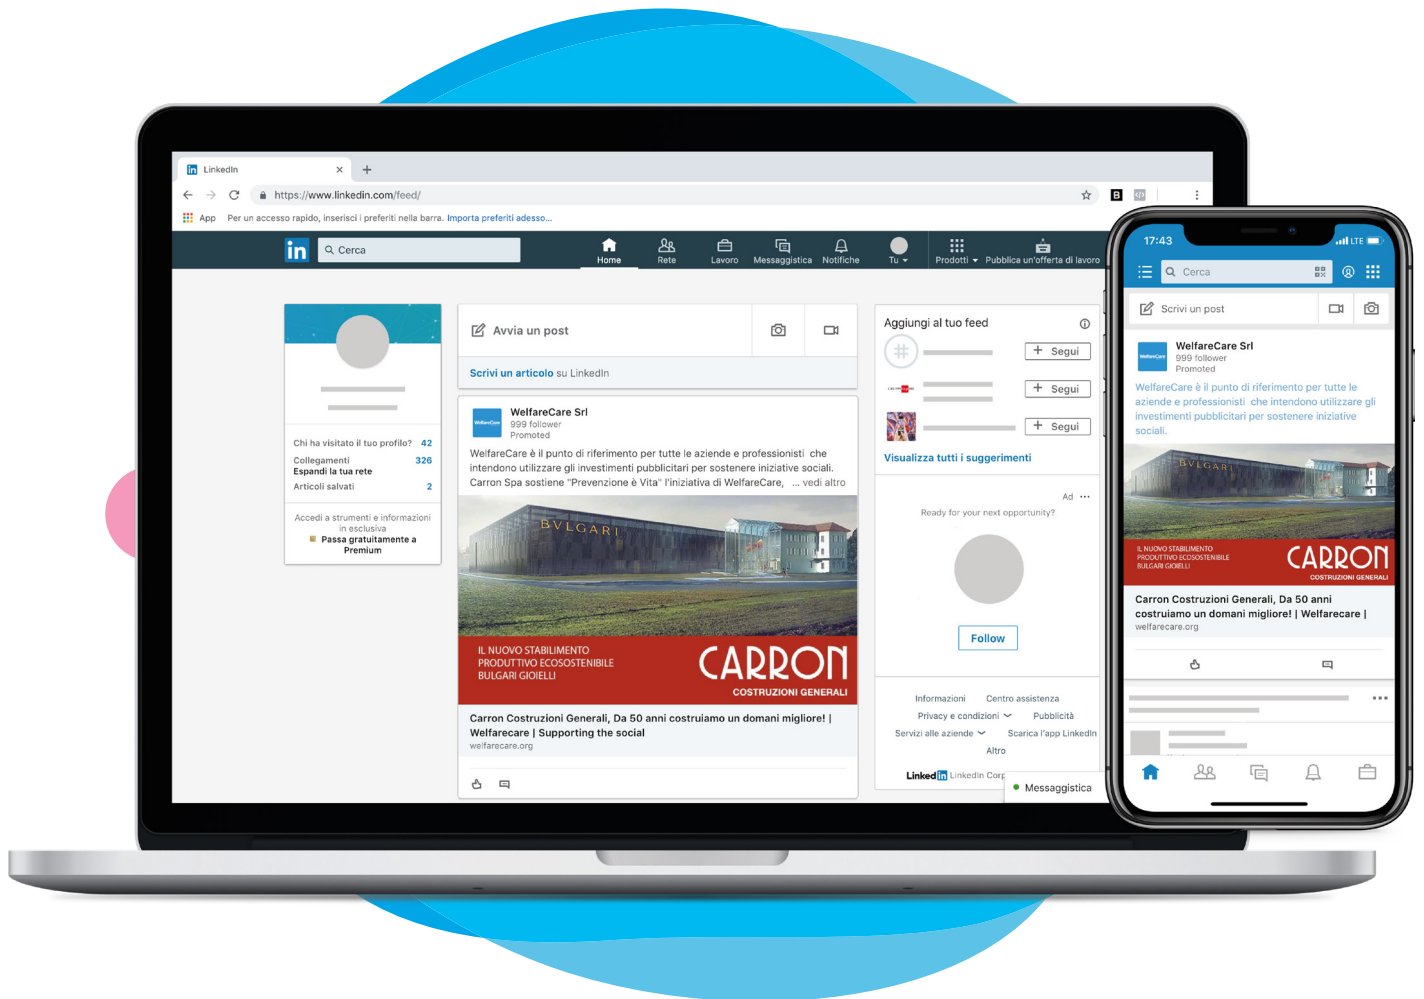 LinkedIn
https://www.linkedin.com/feed/
App Per un accesso rapido, inserisci i preferiti nella barra. Importa preferiti adesso...
in Cerca
Home Rete Lavoro Messaggistica Notifiche Tu Prodotti Pubblica un'offerta di lavoro
Chi ha visitato il tuo profilo? 42
Collegamenti 326
Espandi la tua rete
Articoli salvati 2
Accedi a strumenti e informazioni
in esclusiva
Passa gratuitamente a
Premium
Avvia un post
Scrivi un articolo su LinkedIn
WelfareCare
WelfareCare Srl
999 follower
Promoted
WelfareCare è il punto di riferimento per tutte le aziende e professionisti che
intendono utilizzare gli investimenti pubblicitari per sostenere iniziative sociali.
Carron Spa sostiene "Prevenzione è Vita" l'iniziativa di WelfareCare, ... vedi altro
BVLGARI
IL NUOVO STABILIMENTO
PRODUTTIVO ECOSOSTENIBILE
BULGARI GIOIELLI
CARRON
COSTRUZIONI GENERALI
Carron Costruzioni Generali, Da 50 anni costruiamo un domani migliore! |
Welfarecare | Supporting the social
welfarecare.org
Aggiungi al tuo feed
+ Segui
+ Segui
+ Segui
Visualizza tutti i suggerimenti
Ad
Ready for your next opportunity?
Follow
Informazioni Centro assistenza
Privacy e condizioni Pubblicità
Servizi alle aziende Scarica l'app LinkedIn
Altro
Linked in Linkedin Corp
Messaggistica
17:43 LTE
Cerca
Scrivi un post
WelfareCare
WelfareCare Srl
999 follower
Promoted
WelfareCare è il punto di riferimento per tutte le
aziende e professionisti che intendono utilizzare gli
investimenti pubblicitari per sostenere iniziative
sociali.
BVLGARI
IL NUOVO STABILIMENTO
PRODUTTIVO ECOSOSTENIBILE
BULGARI GIOIELLI
CARRON
COSTRUZIONI GENERALI
Carron Costruzioni Generali, Da 50 anni
costruiamo un domani migliore! | Welfarecare |
welfarecare.org